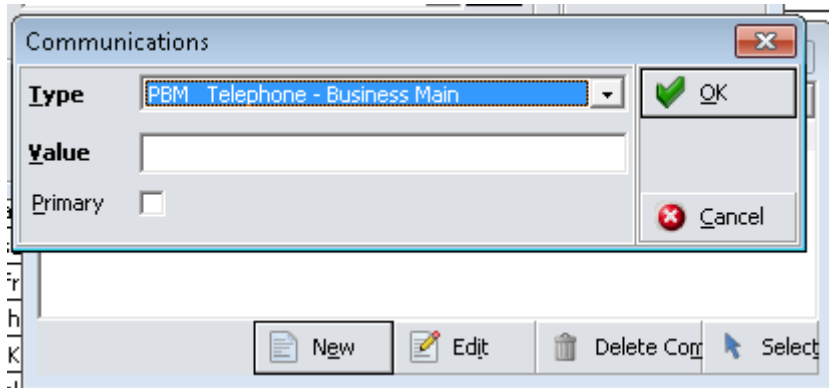 Communications
Type PBM Telephone - Business Main OK
Value
Primary Cancel
New Edit Delete Com Select